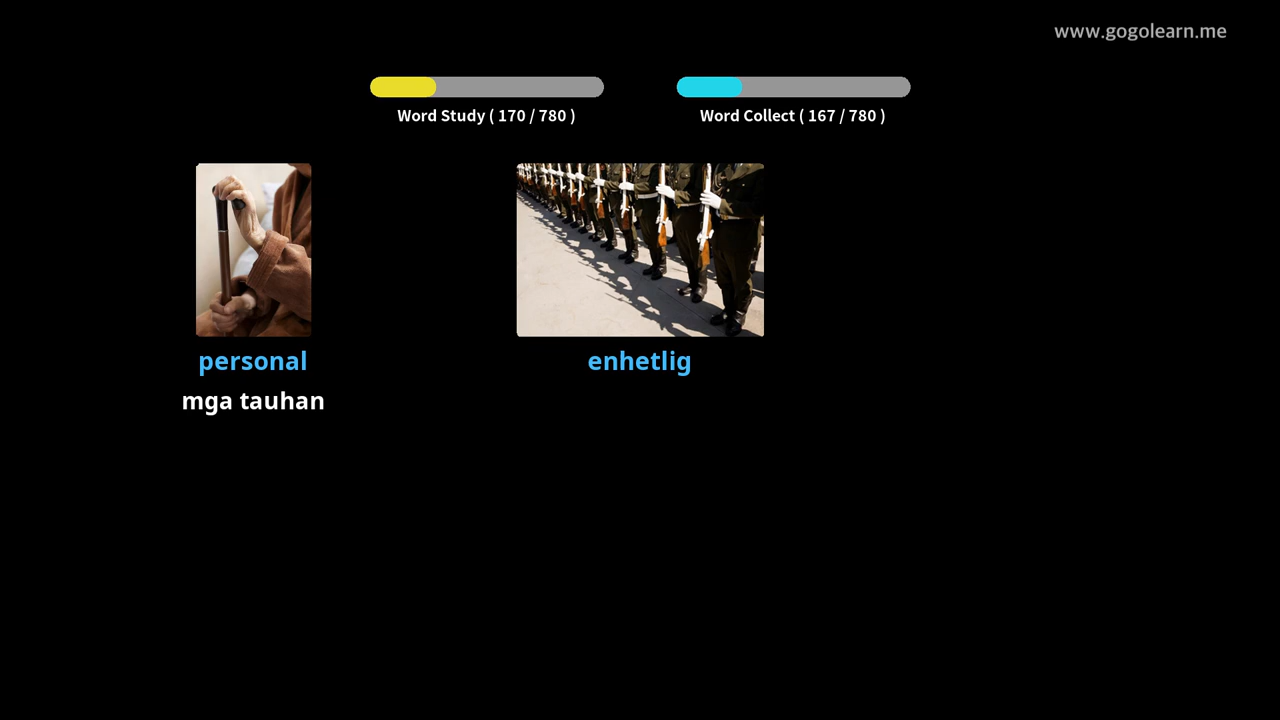 www.gogolearn.me
Word Study ( 170 / 780 )
Word Collect ( 167 / 780 )
personal
enhetlig
mga tauhan